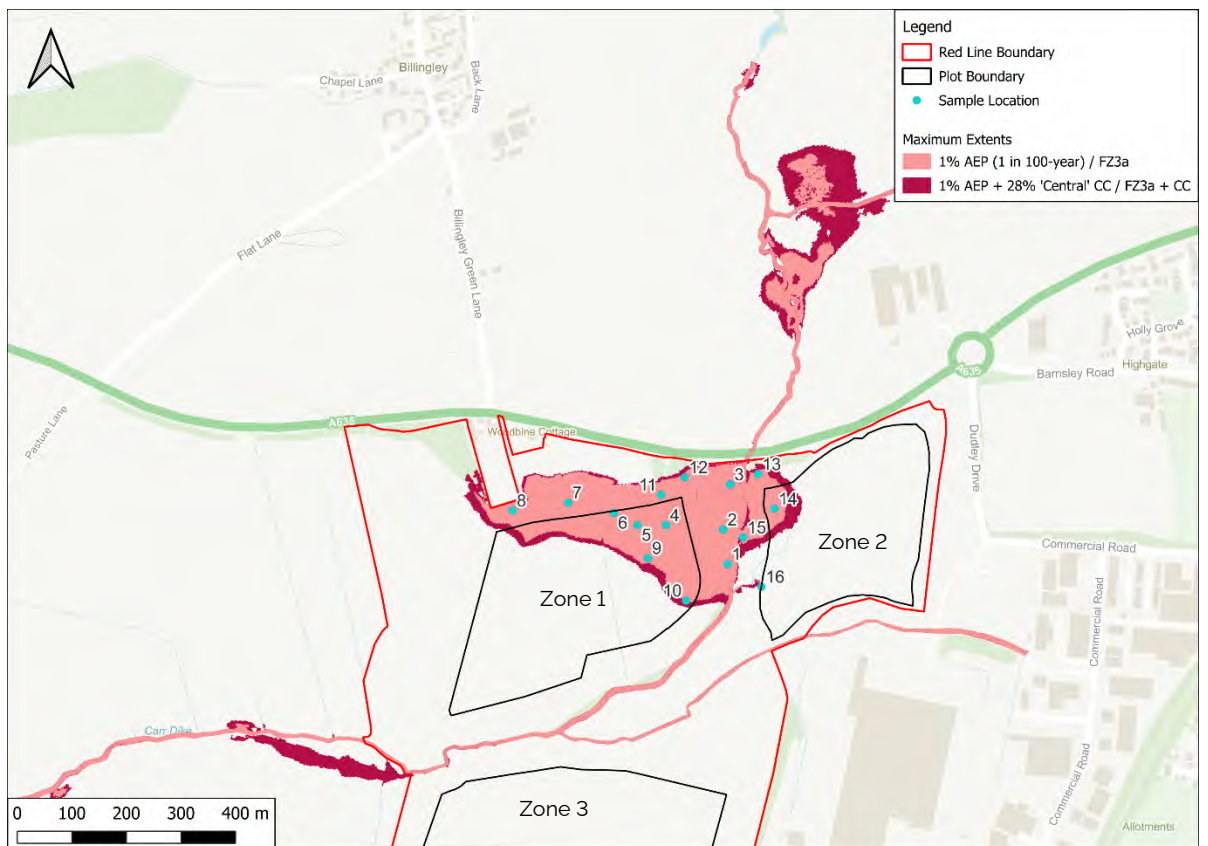 Legend
Red Line Boundary
Plot Boundary
Sample Location
Maximum Extents
1% AEP (1 in 100-year) / FZ3a
1% AEP + 28% 'Central' CC / FZ3a + CC
Billingley
Chapel Lane
Back Lane
Flat Lane
Billingley Green Lane
Pasture Lane
A635
Woodbine Cottage
A635
Holly Grove
Highgate
Barnsley Road
Dudley Drive
Commercial Road
Commercial Road
Commercial Road
Allotments
Carr Dike
12
13
3
11
7
8
14
6
4
5
2
15
9
1
16
10
Zone 1
Zone 2
Zone 3
0 100 200 300 400 m